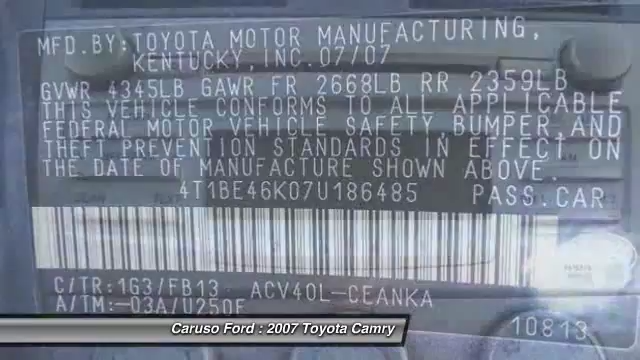 MFD.BY:TOYOTA MOTOR MANUFACTURING,
KENTUCKY, INC. 07/07
GVWR 4345LB GAWR FR 2668LB RR 2359LB
THIS VEHICLE CONFORMS TO ALL APPLICABLE
FEDERAL MOTOR VEHICLE SAFETY, BUMPER, AND
THEFT PREVENTION STANDARDS IN EFFECT ON
THE DATE OF MANUFACTURE SHOWN ABOVE.
4T1BE46K07U186485 PASS.CAR
C/TR:1G3/FB13 ACV40L-CEANKA
A/TM:-03A/U250E
10813
Caruso Ford : 2007 Toyota Camry